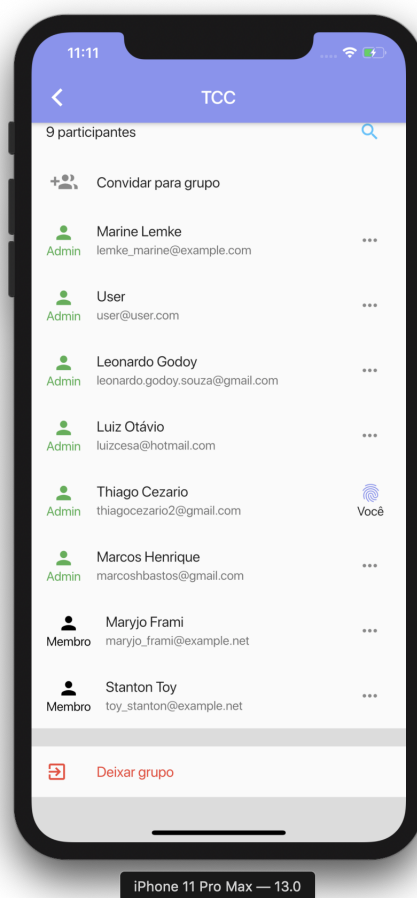 11:11
TCC
9 participantes
Convidar para grupo
Marine Lemke
Admin lemke_marine@example.com
User
Admin user@user.com
Leonardo Godoy
Admin leonardo.godoy.souza@gmail.com
Luiz Otávio
Admin luizcesa@hotmail.com
Thiago Cezario
Admin thiagocezario2@gmail.com Você
Marcos Henrique
Admin marcoshbastos@gmail.com
Maryjo Frami
Membro maryjo_frami@example.net
Stanton Toy
Membro toy_stanton@example.net
Deixar grupo
iPhone 11 Pro Max — 13.0